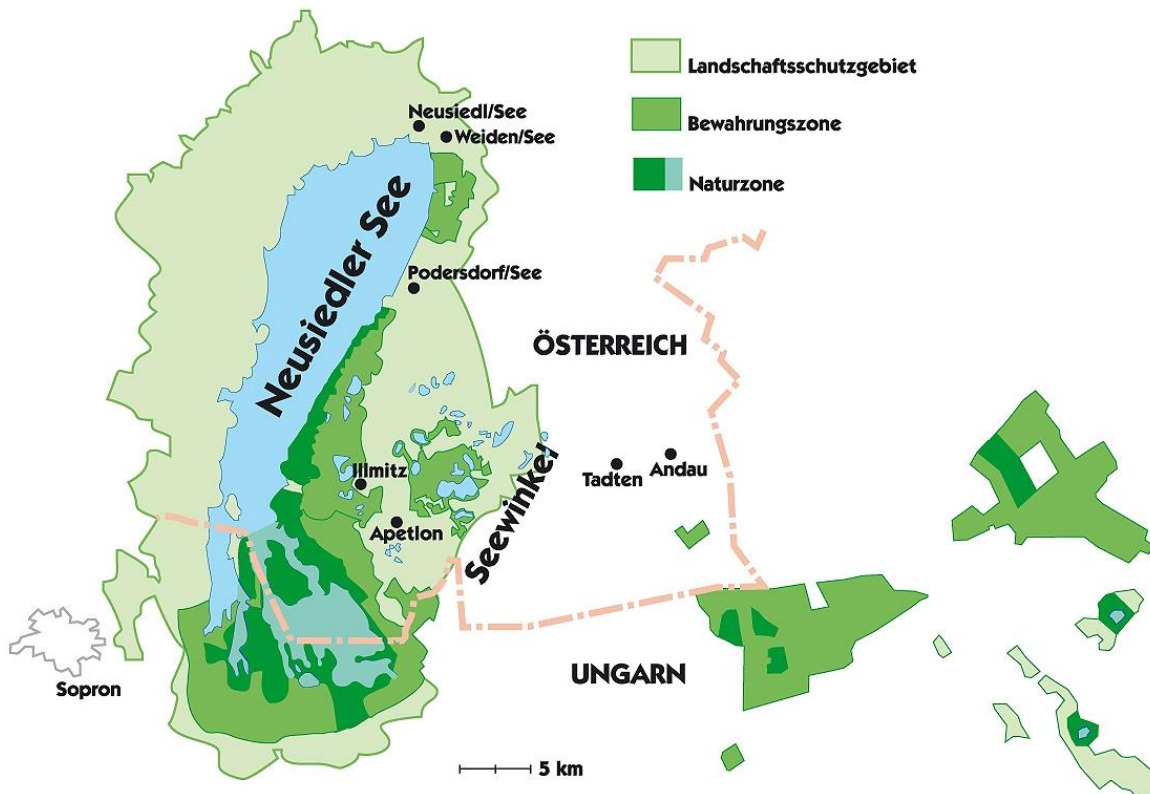 Landschaftsschutzgebiet
Neusiedl/See
Weiden/See
Bewahrungszone
Naturzone
Neusiedler See
Podersdorf/See
ÖSTERREICH
Illmitz
Tadten
Andau
Apetlon
Seewinkel
Sopron
UNGARN
5 km